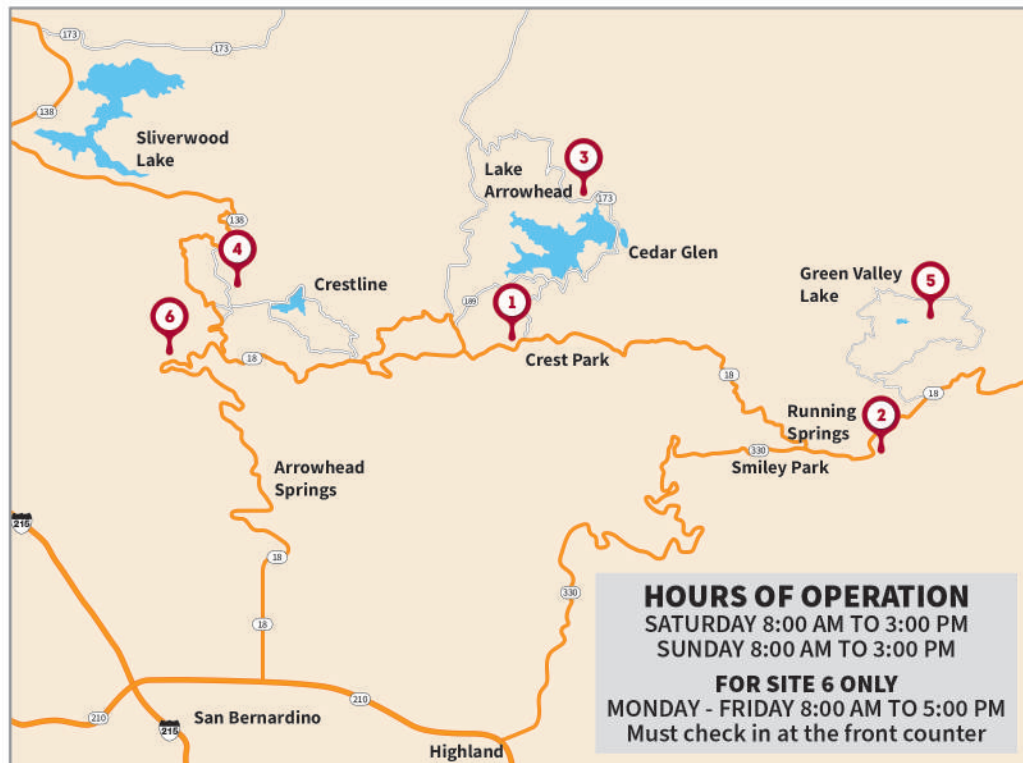 173
173
138
Sliverwood
Lake
3
Lake
Arrowhead
173
138
4
Cedar Glen
Crestline
Green Valley
Lake
5
189
1
6
18
Crest Park
18
18
2
Running
Springs
330
Smiley Park
Arrowhead
Springs
215
18
330
18
210
210
San Bernardino
215
Highland
HOURS OF OPERATION
SATURDAY 8:00 AM TO 3:00 PM
SUNDAY 8:00 AM TO 3:00 PM
FOR SITE 6 ONLY
MONDAY - FRIDAY 8:00 AM TO 5:00 PM
Must check in at the front counter